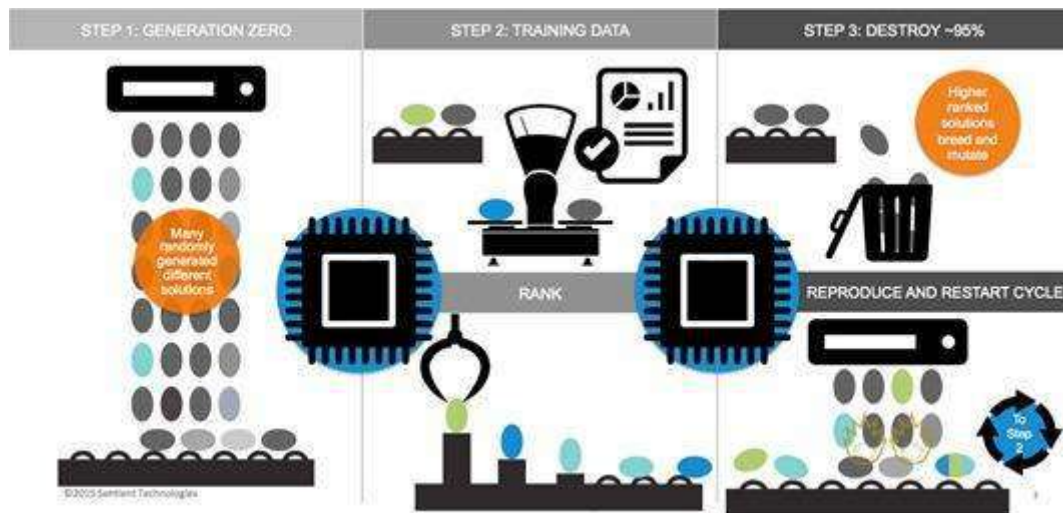 STEP 1: GENERATION ZERO
STEP 2: TRAINING DATA
STEP 3: DESTROY ~95%
Many
randomly
generated
different
solutions
Higher
ranked
solutions
breed and
mutate
RANK
REPRODUCE AND RESTART CYCLE
To
Step
2
©2015 Sentient Technologies